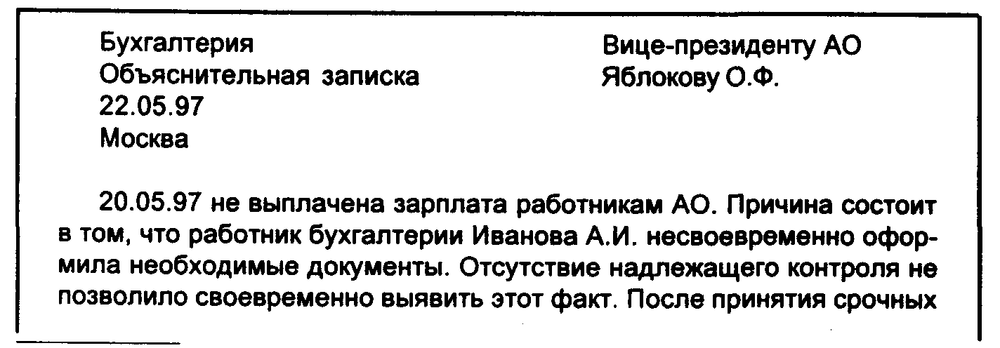 Бухгалтерия
Объяснительная записка
22.05.97
Москва
Вице-президенту АО
Яблокову О.Ф.
20.05.97 не выплачена зарплата работникам АО. Причина состоит
в том, что работник бухгалтерии Иванова А.И. несвоевременно офор-
мила необходимые документы. Отсутствие надлежащего контроля не
позволило своевременно выявить этот факт. После принятия срочных